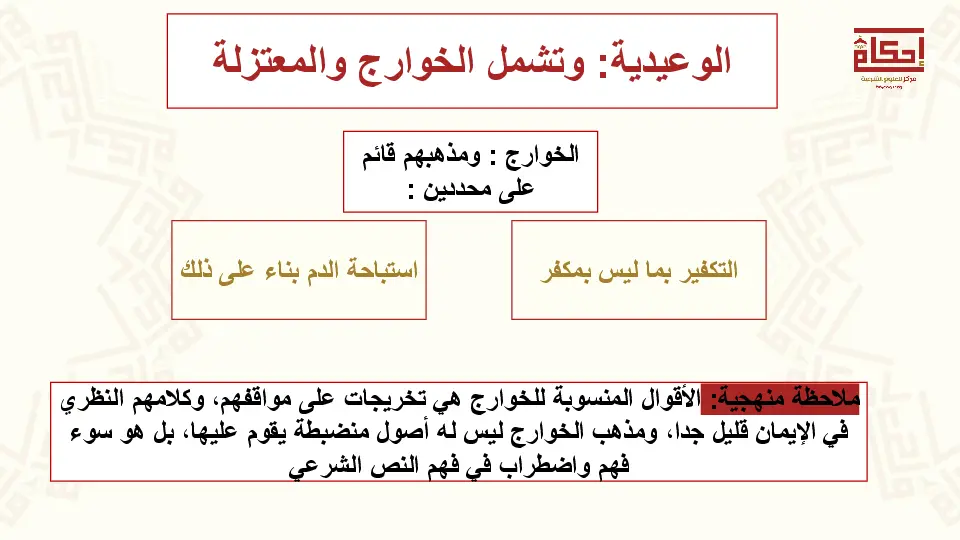 الوعيدية: وتشمل الخوارج والمعتزلة
إحكام
مركز للعلوم الشرعية
الخوارج : ومذهبهم قائم
على محددين :
التكفير بما ليس بمكفر
استباحة الدم بناء على ذلك
ملاحظة منهجية: الأقوال المنسوبة للخوارج هي تخريجات على مواقفهم، وكلامهم النظري
في الإيمان قليل جدا، ومذهب الخوارج ليس له أصول منضبطة يقوم عليها، بل هو سوء
فهم واضطراب في فهم النص الشرعي